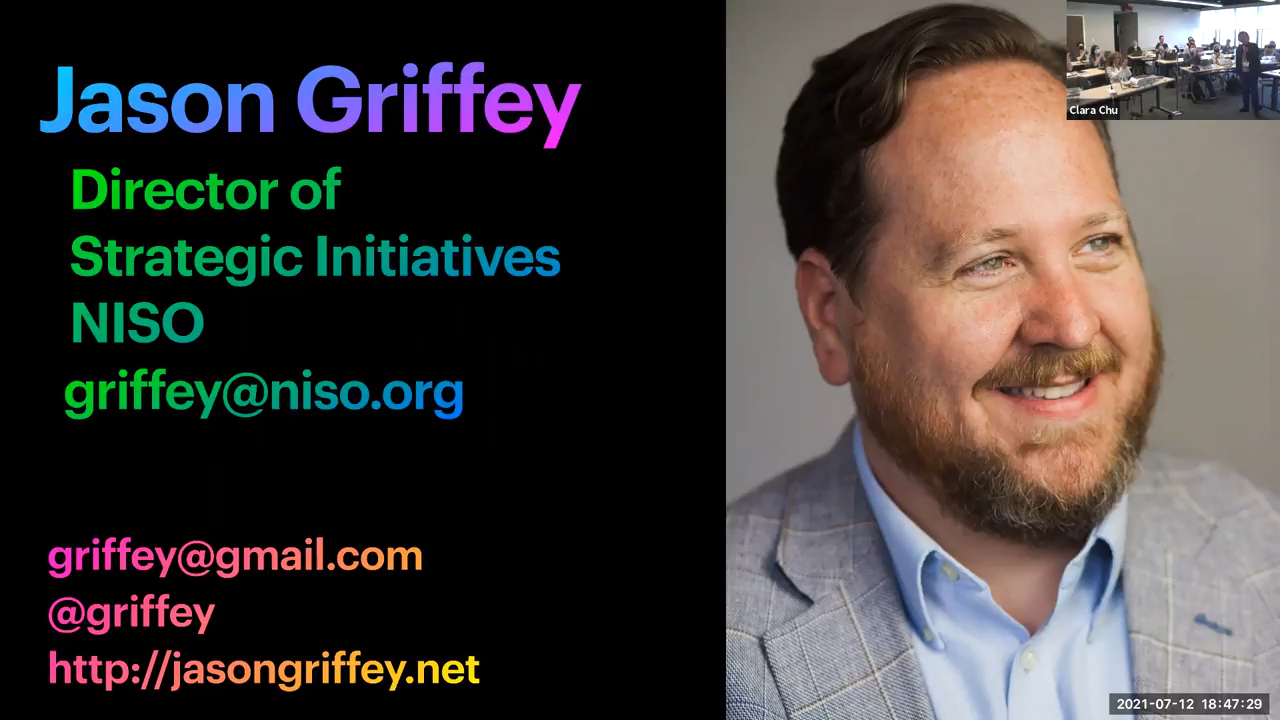 Jason Griffey
Director of
Strategic Initiatives
NISO
griffey@niso.org
griffey@gmail.com
@griffey
http://jasongriffey.net
Clara Chu
2021-07-12 18:47:29